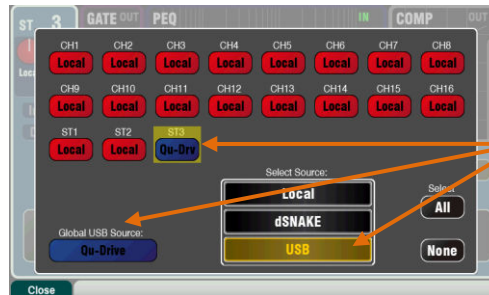 ST 3 GATE OUT PEQ IN COMP OUT
CH1 CH2 CH3 CH4 CH5 CH6 CH7 CH8
Local Local Local Local Local Local Local Local
CH9 CH10 CH11 CH12 CH13 CH14 CH15 CH16
Local Local Local Local Local Local Local Local
ST1 ST2 ST3
Local Local Qu-Drv
Select Source:
Local
dSNAKE
USB
Select
All
None
Global USB Source:
Qu-Drive
Close